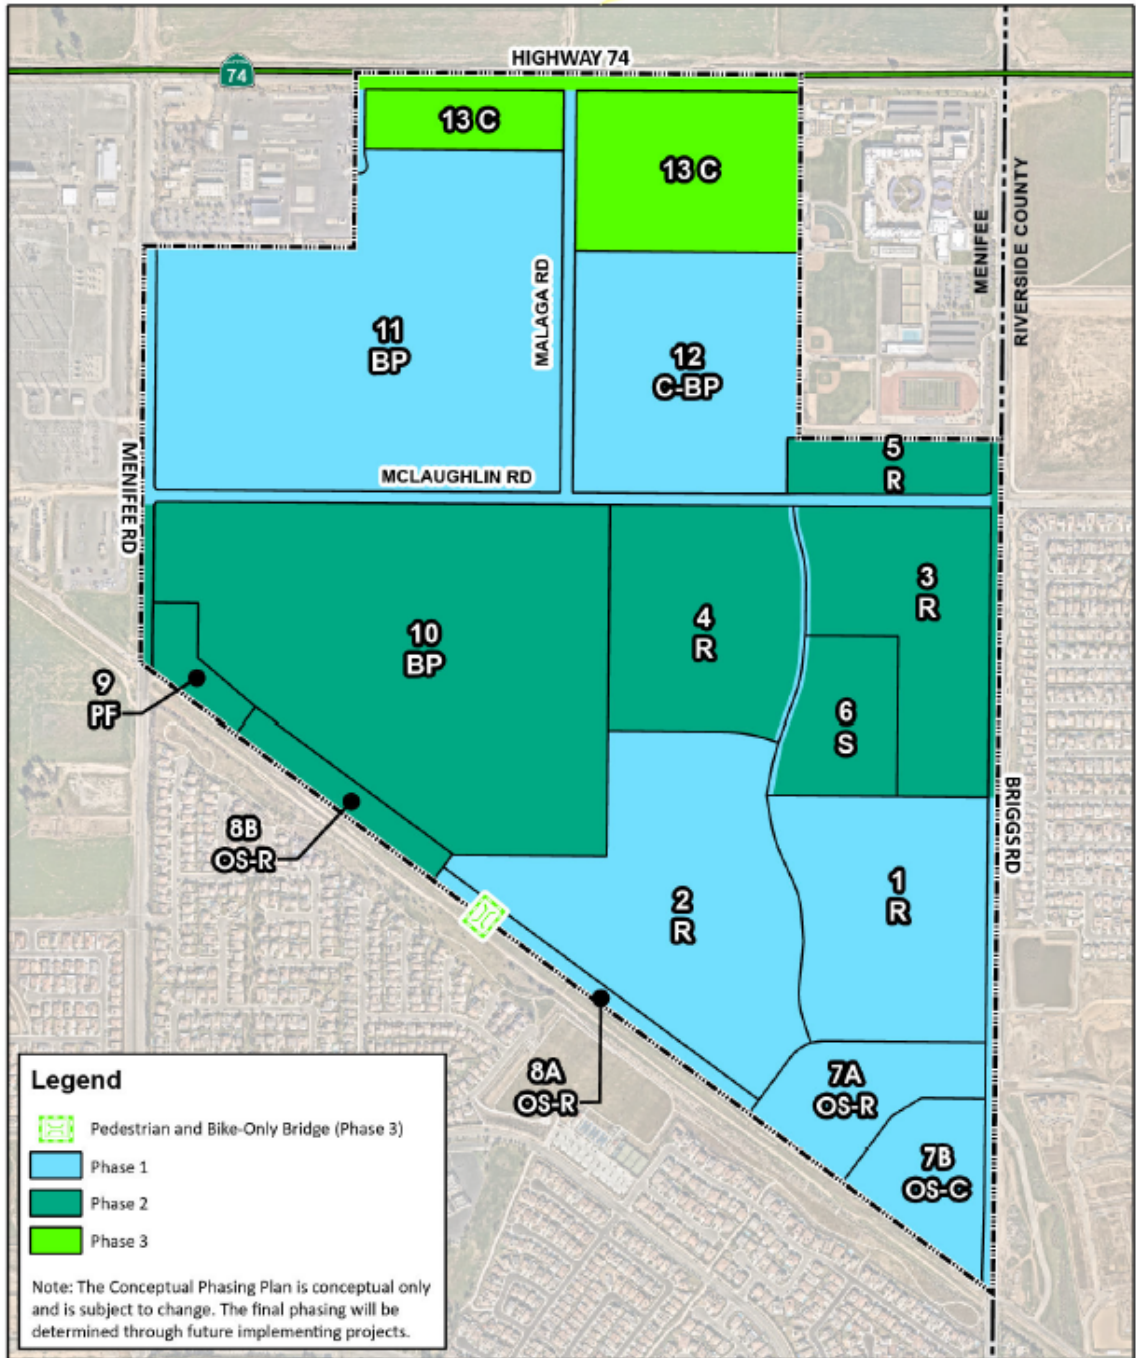 HIGHWAY 74
74
13 C
13 C
MENIFEE
RIVERSIDE COUNTY
MALAGA RD
11
BP
12
C-BP
MENIFEE RD
MCLAUGHLIN RD
5
R
3
R
4
R
10
BP
9
PF
6
S
8B
OS-R
BRIGGS RD
1
R
2
R
8A
OS-R
7A
OS-R
7B
OS-C
Legend
Pedestrian and Bike-Only Bridge (Phase 3)
Phase 1
Phase 2
Phase 3
Note: The Conceptual Phasing Plan is conceptual only
and is subject to change. The final phasing will be
determined through future implementing projects.